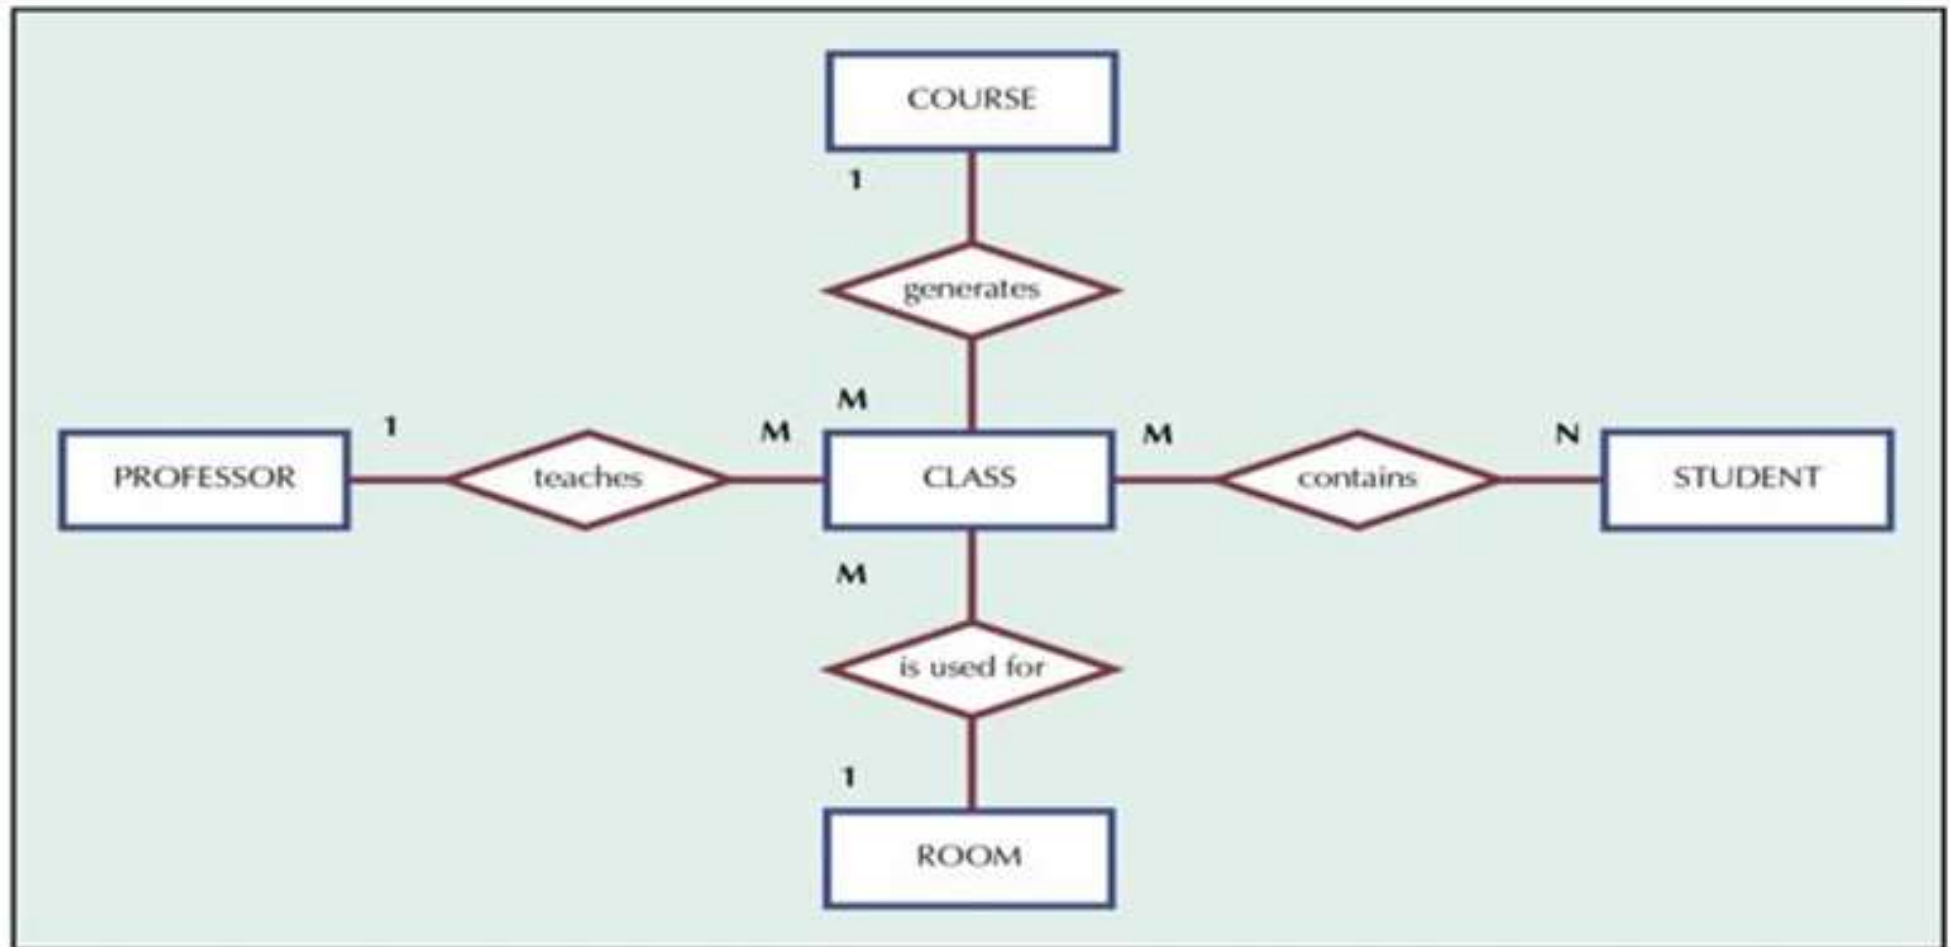 COURSE
1
generates
M
PROFESSOR
1
teaches
M
CLASS
M
contains
N
STUDENT
M
is used for
1
ROOM